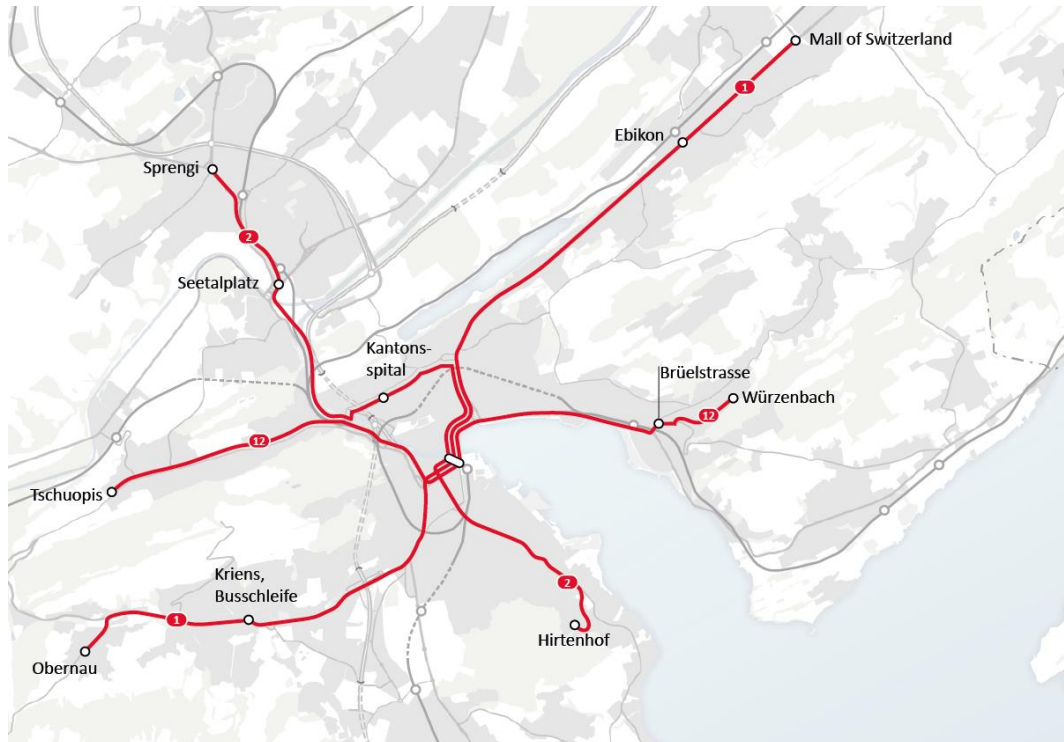 Mall of Switzerland
1
Ebikon
Sprengi
2
Seetalplatz
Kantons-
spital
Brüelstrasse
Würzenbach
12
12
Tschuopis
Kriens,
Busschleife
2
1
Hirtenhof
Obernau